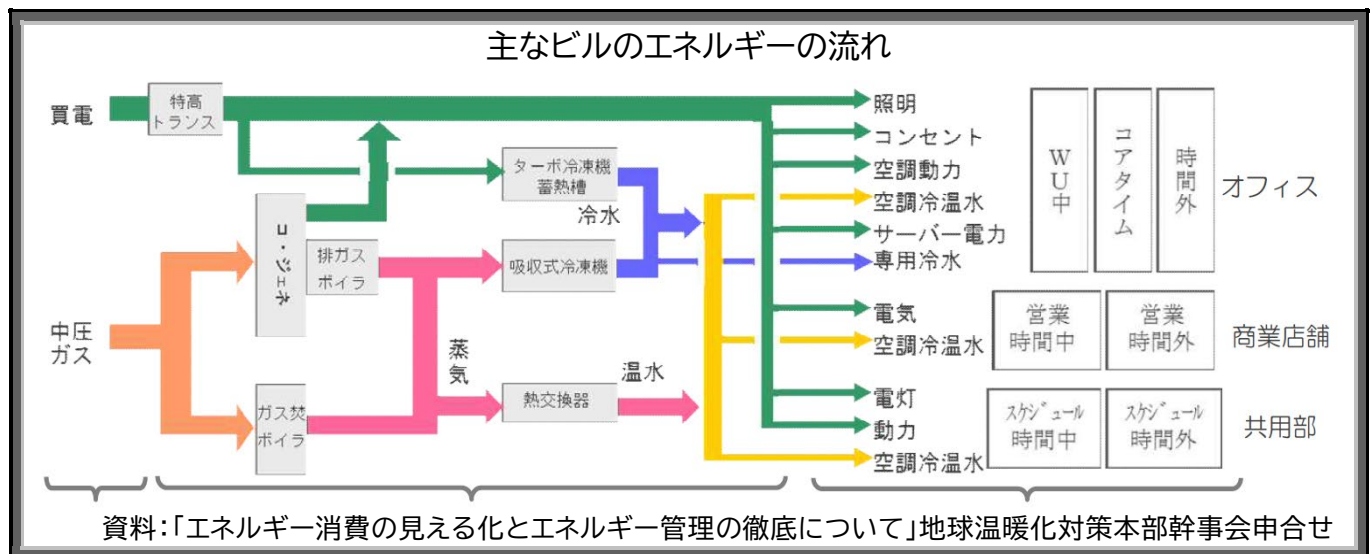 主なビルのエネルギーの流れ
買電
特高
トランス
ターボ冷凍機
蓄熱槽
冷水
コ・ジェネ
排ガス
ボイラ
吸収式冷凍機
中圧
ガス
蒸気
ガス焚
ボイラ
熱交換器
温水
照明
コンセント
空調動力
空調冷温水
サーバー電力
専用冷水
WU中
コアタイム
時間外
オフィス
電気
空調冷温水
営業
時間中
営業
時間外
商業店舗
電灯
動力
空調冷温水
スケジュール
時間中
スケジュール
時間外
共用部
資料:「エネルギー消費の見える化とエネルギー管理の徹底について」地球温暖化対策本部幹事会申合せ